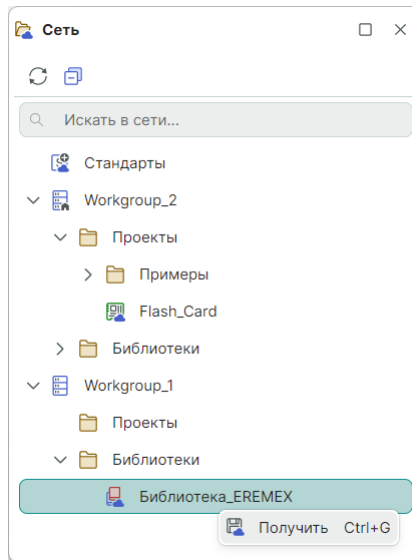 Сеть
Искать в сети...
Стандарты
Workgroup_2
Проекты
Примеры
Flash_Card
Библиотеки
Workgroup_1
Проекты
Библиотеки
Библиотека_EREMEX
Получить Ctrl+G